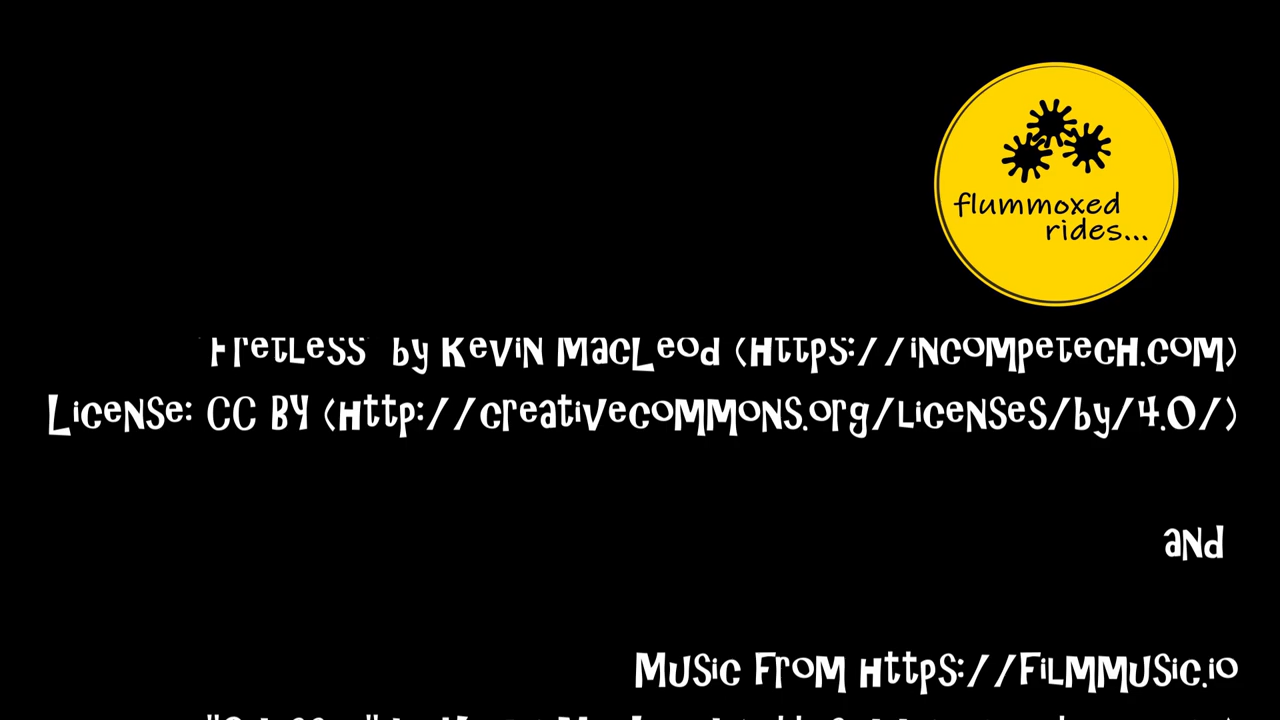 flummoxed
rides...
"Fretless" by Kevin MacLeod (https://incompetech.com)
License: CC BY (http://creativecommons.org/licenses/by/4.0/)
and
Music from https://filmmusic.io